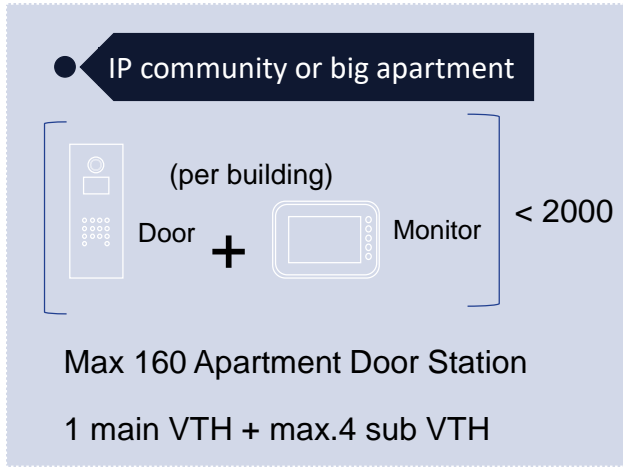 IP community or big apartment
(per building)
Door + Monitor < 2000
Max 160 Apartment Door Station
1 main VTH + max.4 sub VTH